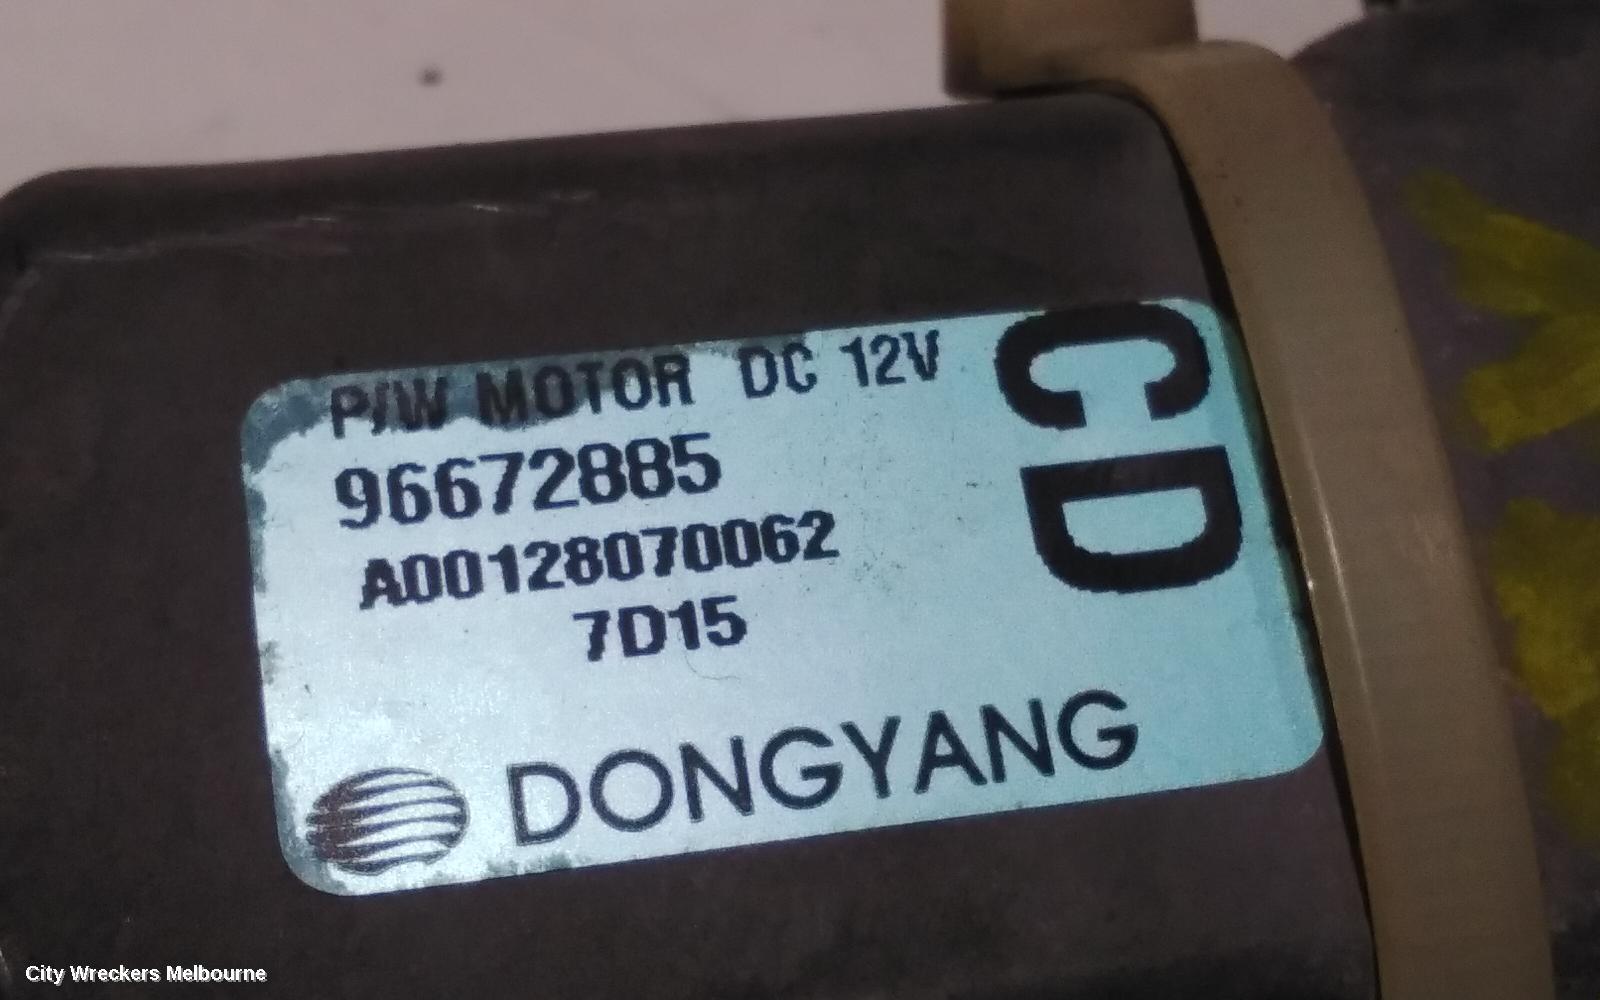 P/W MOTOR DC 12V
96672885
A00128070062
7D15
CD
DONGYANG
City Wreckers Melbourne